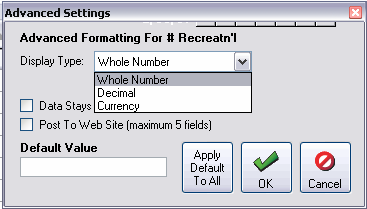 Advanced Settings
Advanced Formatting For # Recreatn'l
Display Type:
Whole Number
Whole Number
Decimal
Currency
Data Stays
Post To Web Site (maximum 5 fields)
Default Value
Apply
Default
To All
OK
Cancel